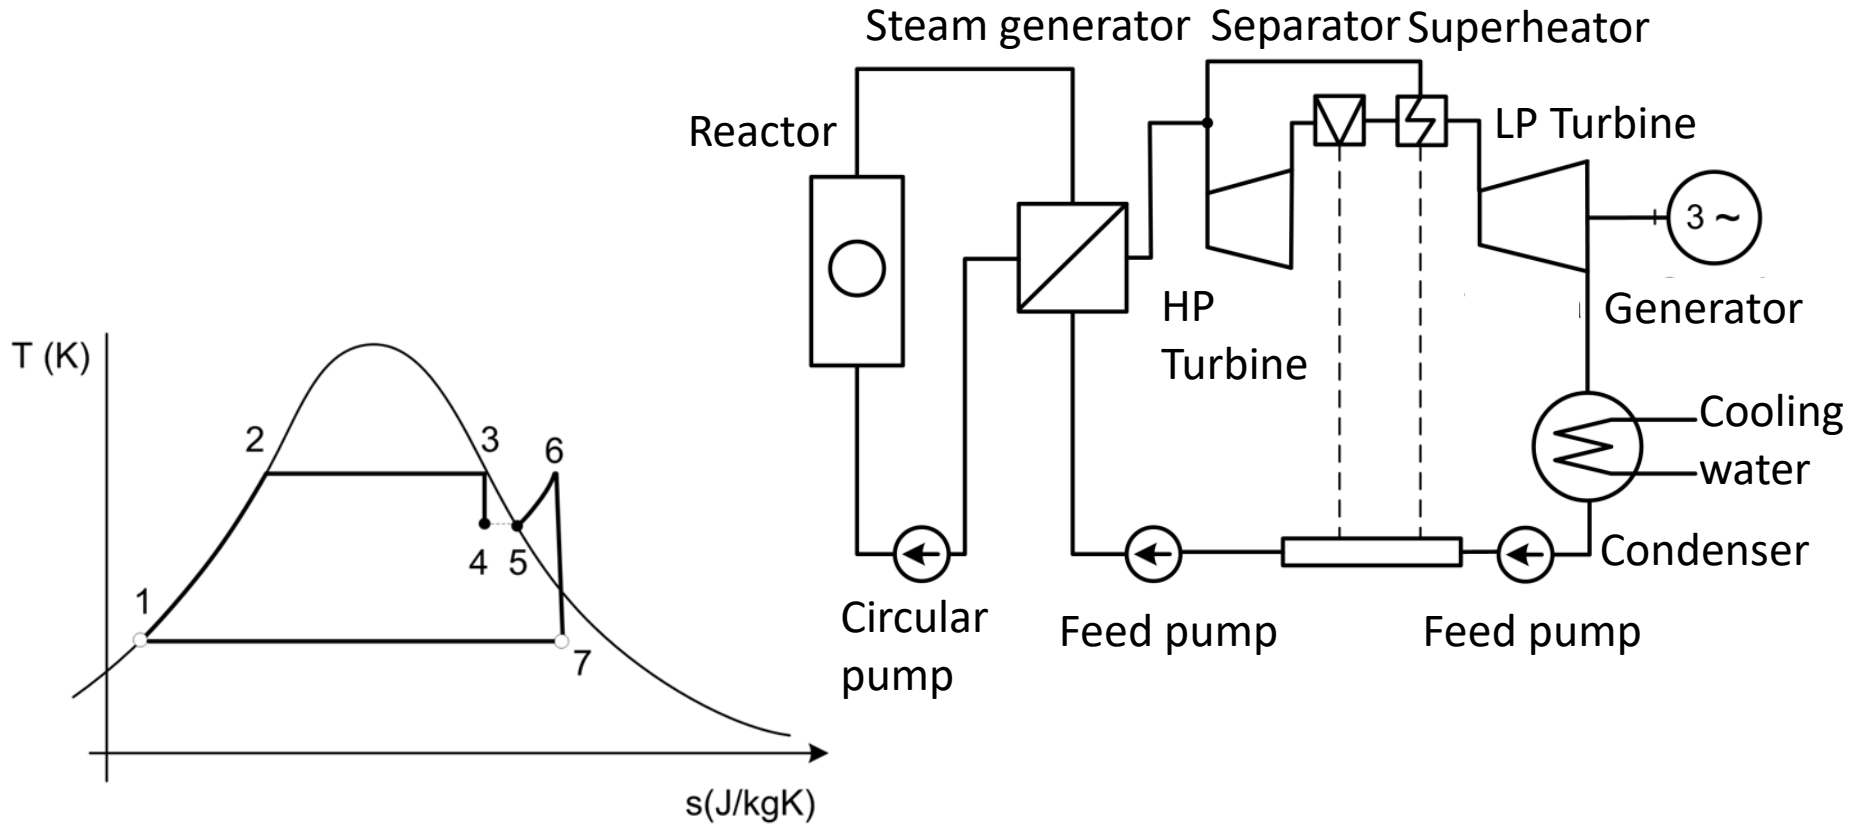 Steam generator
Separator
Superheator
Reactor
LP Turbine
3 ~
HP
Turbine
Generator
Cooling
water
Condenser
Circular
pump
Feed pump
Feed pump
T (K)
2
3
6
4
5
1
7
s(J/kgK)